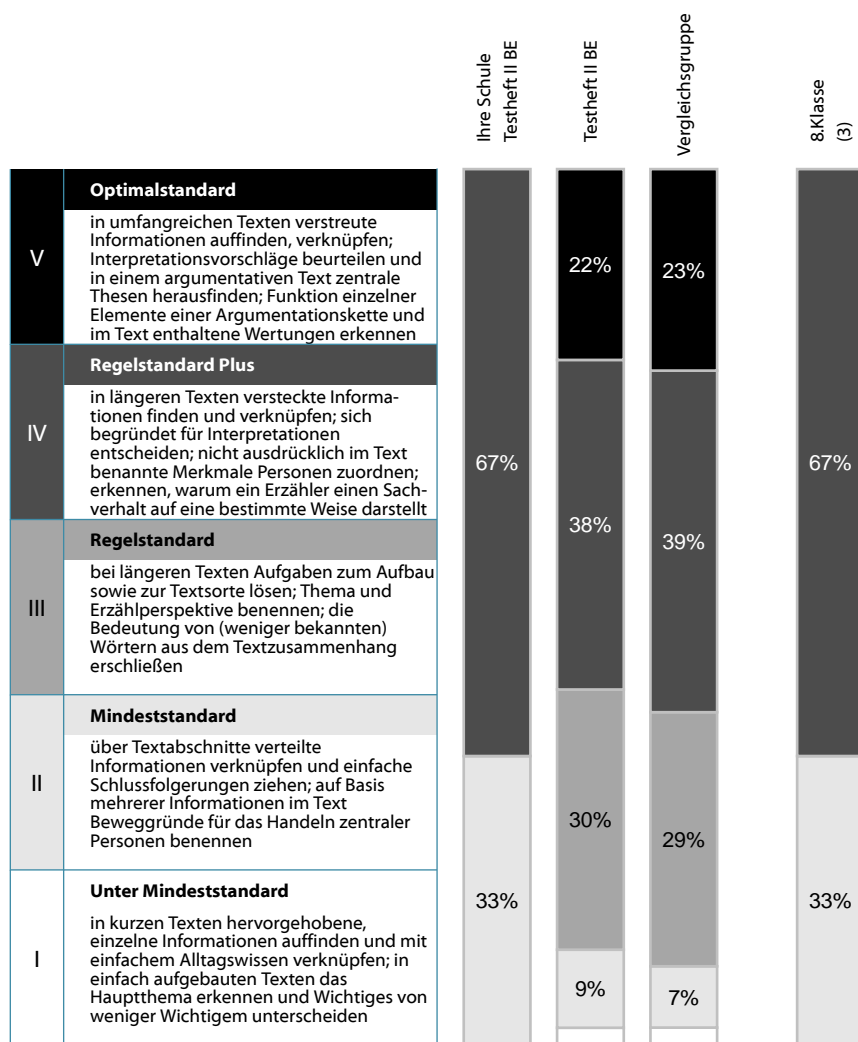 Ihre Schule
Testheft II BE
Testheft II BE
Vergleichsgruppe
8.Klasse
(3)
V
Optimalstandard
in umfangreichen Texten verstreute
Informationen auffinden, verknüpfen;
Interpretationsvorschläge beurteilen und
in einem argumentativen Text zentrale
Thesen herausfinden; Funktion einzelner
Elemente einer Argumentationskette und
im Text enthaltene Wertungen erkennen
IV
Regelstandard Plus
in längeren Texten versteckte Informa-
tionen finden und verknüpfen; sich
begründet für Interpretationen
entscheiden; nicht ausdrücklich im Text
benannte Merkmale Personen zuordnen;
erkennen, warum ein Erzähler einen Sach-
verhalt auf eine bestimmte Weise darstellt
III
Regelstandard
bei längeren Texten Aufgaben zum Aufbau
sowie zur Textsorte lösen; Thema und
Erzählperspektive benennen; die
Bedeutung von (weniger bekannten)
Wörtern aus dem Textzusammenhang
erschließen
II
Mindeststandard
über Textabschnitte verteilte
Informationen verknüpfen und einfache
Schlussfolgerungen ziehen; auf Basis
mehrerer Informationen im Text
Beweggründe für das Handeln zentraler
Personen benennen
I
Unter Mindeststandard
in kurzen Texten hervorgehobene,
einzelne Informationen auffinden und mit
einfachem Alltagswissen verknüpfen; in
einfach aufgebauten Texten das
Hauptthema erkennen und Wichtiges von
weniger Wichtigem unterscheiden
67%
33%
22%
38%
30%
9%
23%
39%
29%
7%
67%
33%